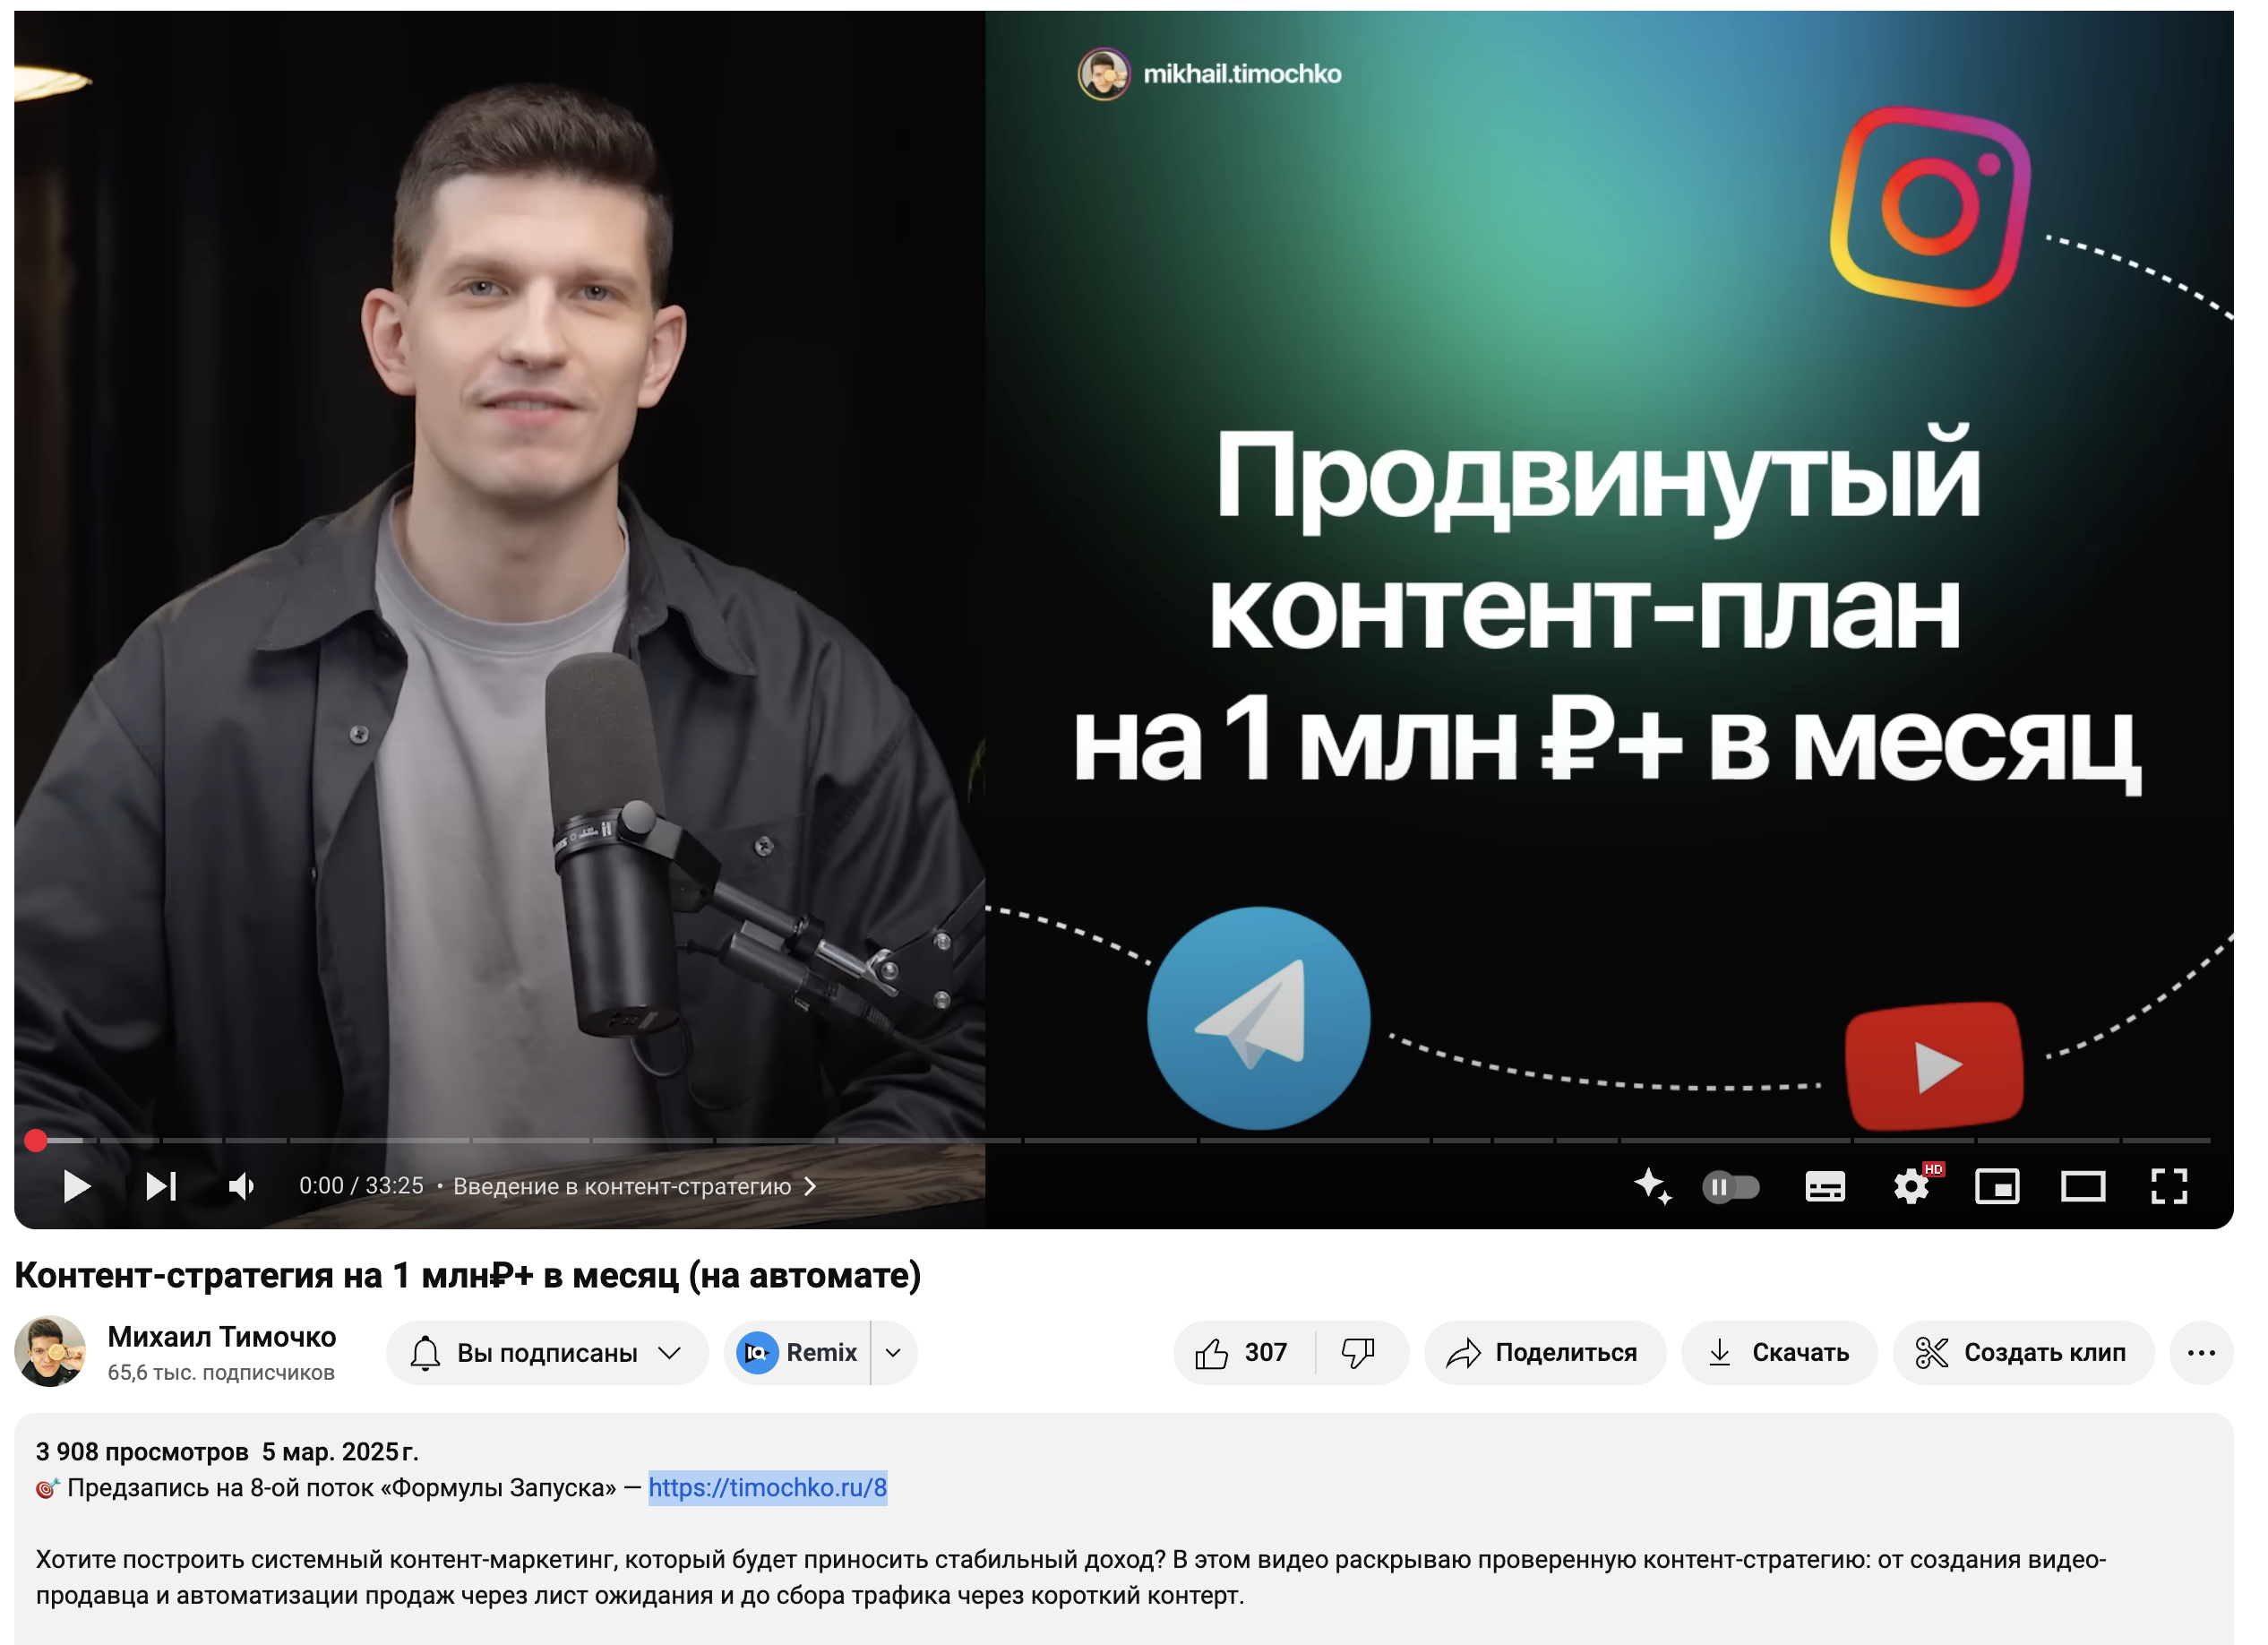 mikhail.timochko
Продвинутый
контент-план
на 1 млн ₽+ в месяц
0:00 / 33:25 • Введение в контент-стратегию
HD
Контент-стратегия на 1 млн₽+ в месяц (на автомате)
Михаил Тимочко
65,6 тыс. подписчиков
Вы подписаны
Remix
307
Поделиться
Скачать
Создать клип
3 908 просмотров 5 мар. 2025 г.
🎯 Предзапись на 8-ой поток «Формулы Запуска» — https://timochko.ru/8
Хотите построить системный контент-маркетинг, который будет приносить стабильный доход? В этом видео раскрываю проверенную контент-стратегию: от создания видео-
продавца и автоматизации продаж через лист ожидания и до сбора трафика через короткий контерт.